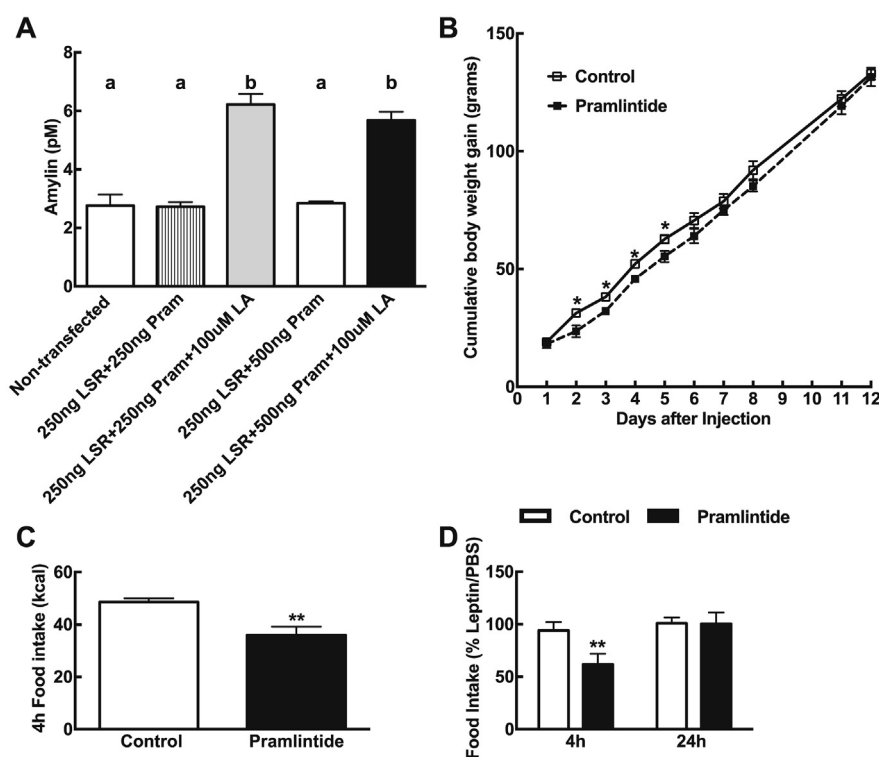 A
Amylin (pM)
8
6
4
2
0
a a b a b
Non-transfected
250ng LSR+250ng Pram
250ng LSR+250ng Pram+100uM LA
250ng LSR+500ng Pram
250ng LSR+500ng Pram+100uM LA
B
Cumulative body weight gain (grams)
150
100
50
0
Control
Pramlintide
* * * *
0 1 2 3 4 5 6 7 8 9 10 11 12
Days after Injection
C
4h Food intake (kcal)
60
40
20
0
**
Control Pramlintide
Control Pramlintide
D
Food Intake (% Leptin/PBS)
150
100
50
0
**
4h 24h